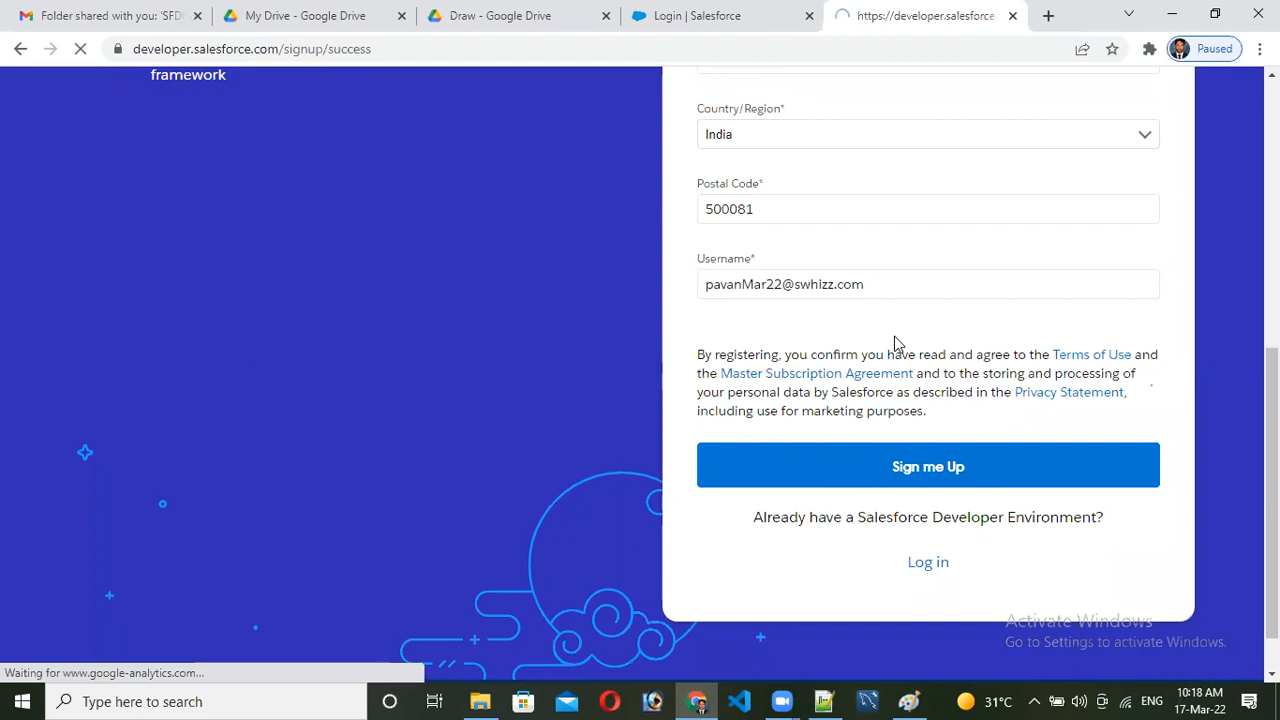 Folder shared with you: 'SFD
My Drive - Google Drive
Draw - Google Drive
Login | Salesforce
https://developer.salesforce.
developer.salesforce.com/signup/success
Paused
framework
Country/Region*
India
Postal Code*
500081
Username*
pavanMar22@swhizz.com
By registering, you confirm you have read and agree to the Terms of Use and
the Master Subscription Agreement and to the storing and processing of
your personal data by Salesforce as described in the Privacy Statement,
including use for marketing purposes.
Sign me Up
Already have a Salesforce Developer Environment?
Log in
Activate Windows
Go to Settings to activate Windows.
Waiting for www.google-analytics.com...
Type here to search
31°C
ENG
10:18 AM
17-Mar-22